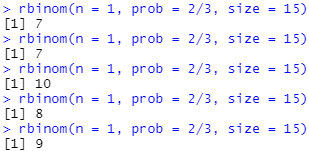 > rbinom(n = 1, prob = 2/3, size = 15)
[1] 7
> rbinom(n = 1, prob = 2/3, size = 15)
[1] 7
> rbinom(n = 1, prob = 2/3, size = 15)
[1] 10
> rbinom(n = 1, prob = 2/3, size = 15)
[1] 8
> rbinom(n = 1, prob = 2/3, size = 15)
[1] 9